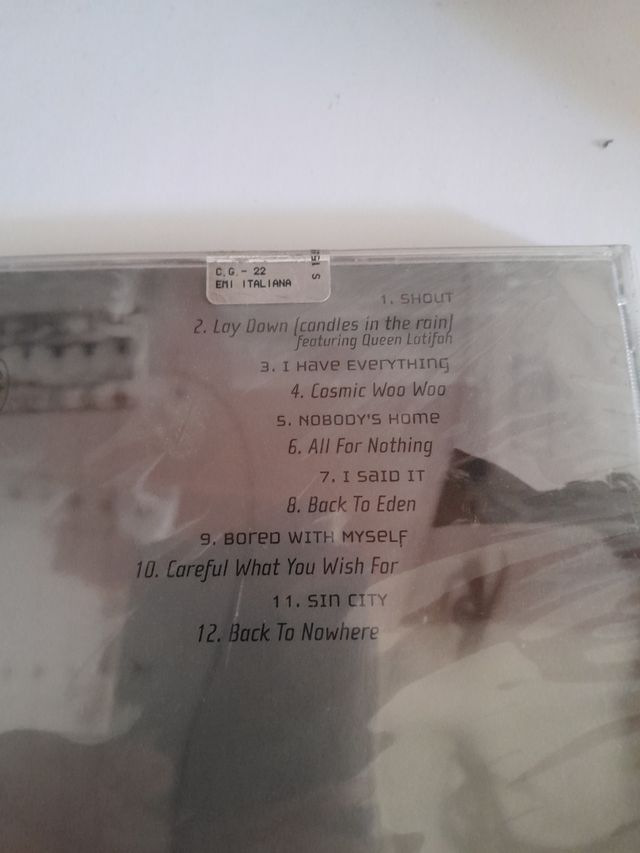 C.G. - 22
EMI ITALIANA
1. SHOUT
2. Lay Down (candles in the rain)
featuring Queen Latifah
3. I Have EverYTHING
4. Cosmic Woo Woo
5. NOBODY'S Home
6. All For Nothing
7. I SaID IT
8. Back To Eden
9. BoreD WITH MYSeLF
10. Careful What You Wish For
11. SIn CITY
12. Back To Nowhere